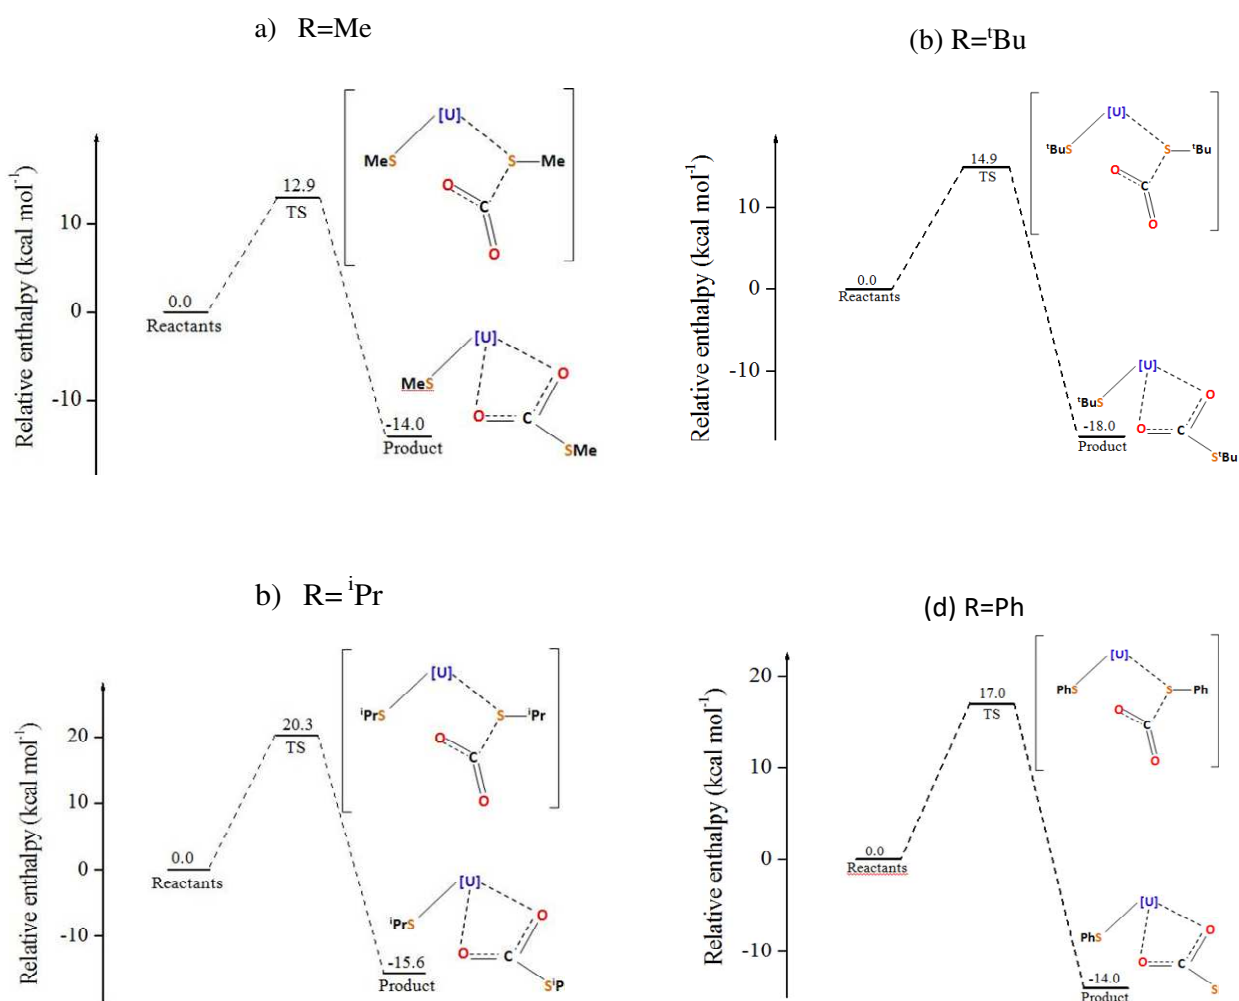 a) R=Me
Relative enthalpy (kcal mol⁻¹)
10
0
-10
0.0
Reactants
12.9
TS
-14.0
Product
[U]
MeS
S
Me
O
C
O
[U]
MeS
O
O
C
SMe
(b) R=ᵗBu
Relative enthalpy (kcal mol⁻¹)
10
0
-10
0.0
Reactants
14.9
TS
-18.0
Product
[U]
ᵗBuS
S
ᵗBu
O
C
O
[U]
ᵗBuS
O
O
C
SᵗBu
b) R= ⁱPr
Relative enthalpy (kcal mol⁻¹)
20
10
0
-10
0.0
Reactants
20.3
TS
-15.6
Product
[U]
ⁱPrS
S
ⁱPr
O
C
O
[U]
ⁱPrS
O
O
C
SⁱP
(d) R=Ph
Relative enthalpy (kcal mol⁻¹)
20
10
0
-10
0.0
Reactants
17.0
TS
-14.0
Product
[U]
PhS
S
Ph
O
C
O
[U]
PhS
O
O
C
S